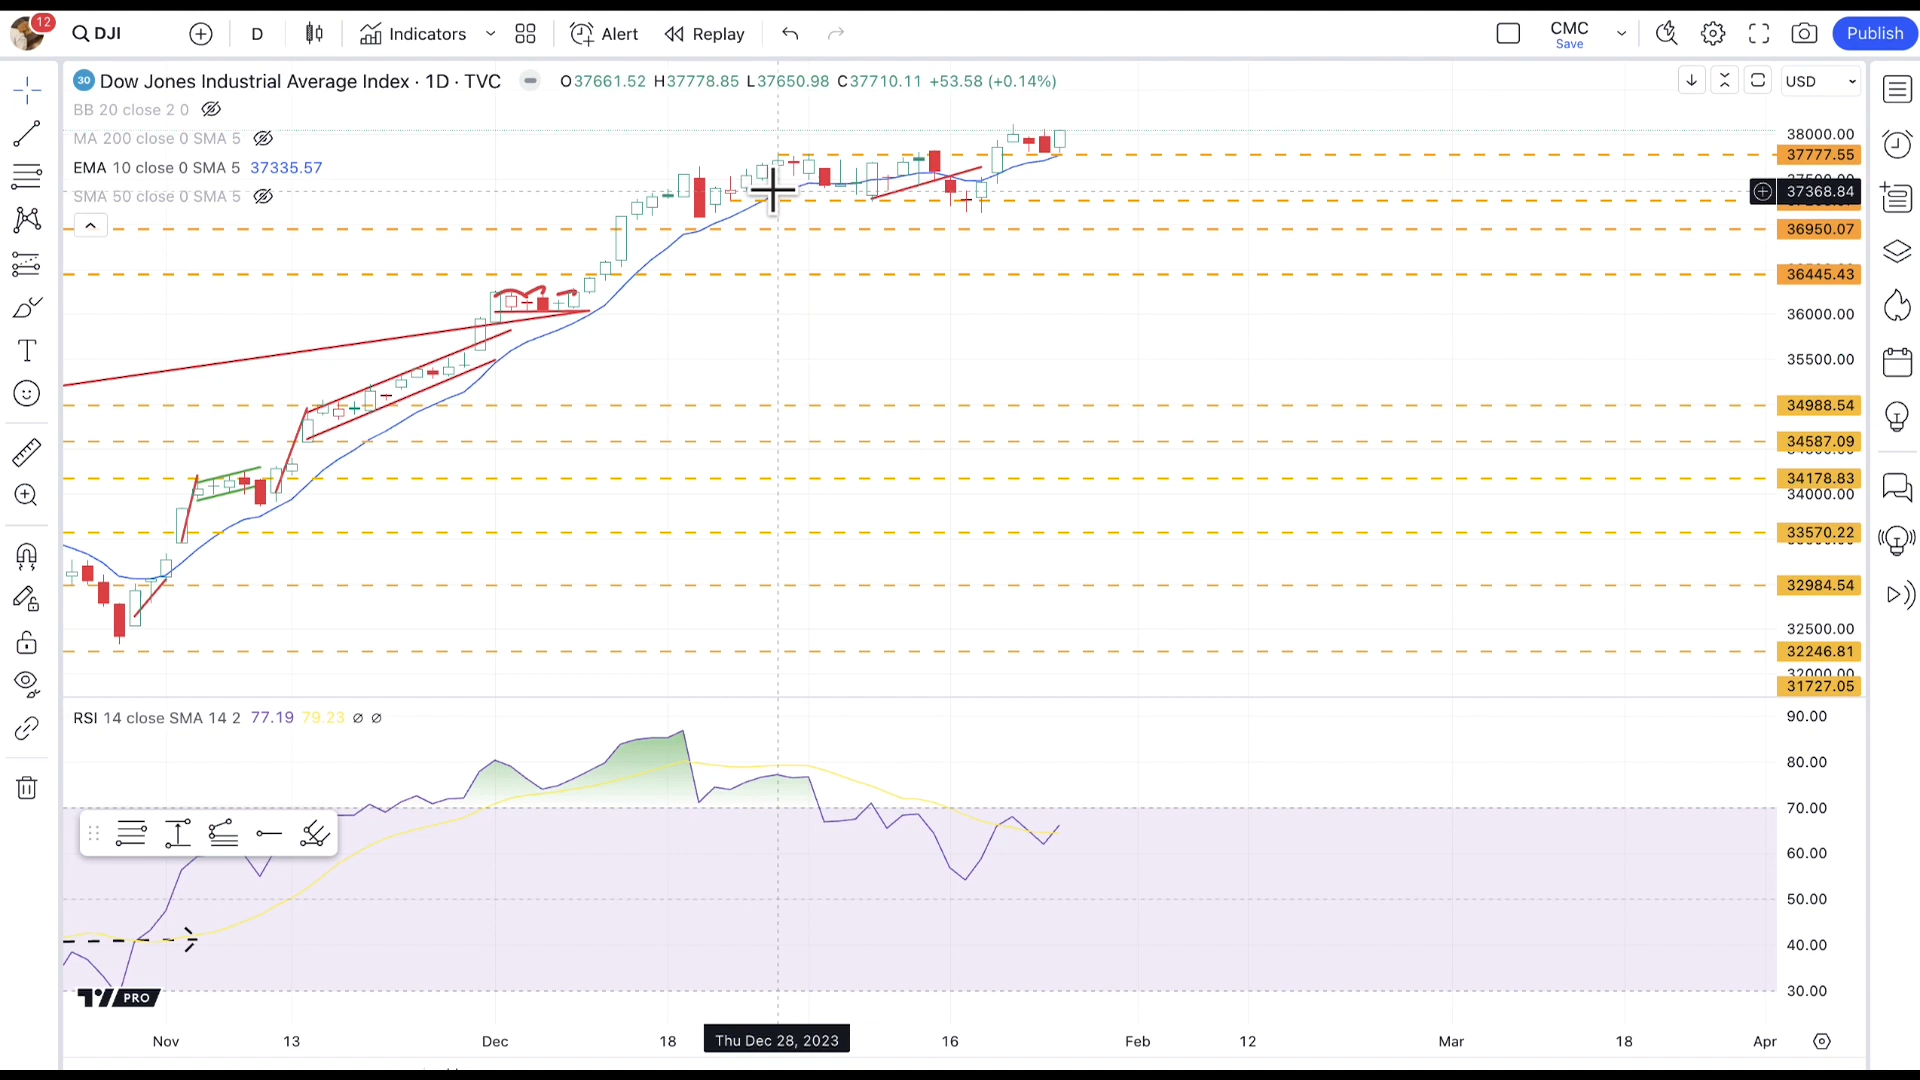 12
DJI
D
Indicators
Alert
Replay
CMC
Save
Publish
30 Dow Jones Industrial Average Index · 1D · TVC O37661.52 H37778.85 L37650.98 C37710.11 +53.58 (+0.14%)
USD
BB 20 close 2 0
MA 200 close 0 SMA 5
EMA 10 close 0 SMA 5 37335.57
SMA 50 close 0 SMA 5
38000.00
37777.55
37368.84
36950.07
36445.43
36000.00
35500.00
34988.54
34587.09
34178.83
34000.00
33570.22
32984.54
32500.00
32246.81
32000.00
31727.05
RSI 14 close SMA 14 2 77.19 79.23 ∅ ∅
90.00
80.00
70.00
60.00
50.00
40.00
30.00
PRO
Nov 13 Dec 18 Thu Dec 28, 2023 16 Feb 12 Mar 18 Apr